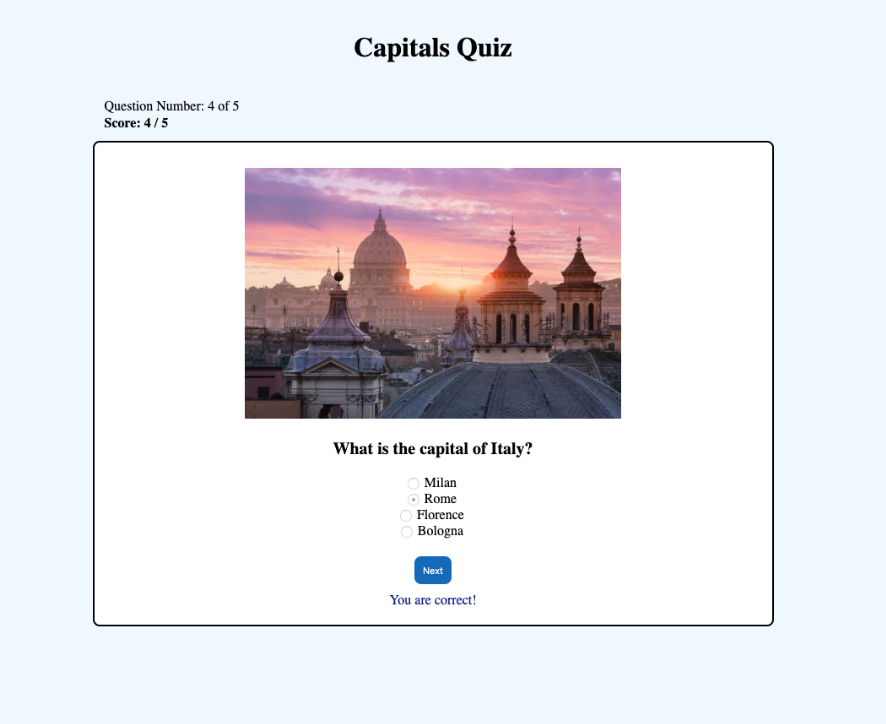 Capitals Quiz
Question Number: 4 of 5
Score: 4 / 5
What is the capital of Italy?
Milan
Rome
Florence
Bologna
Next
You are correct!